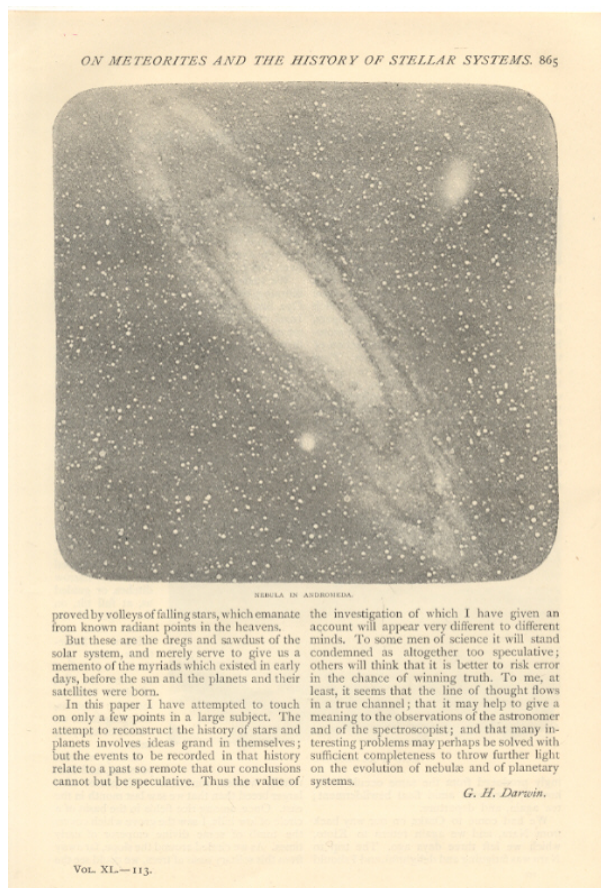 ON METEORITES AND THE HISTORY OF STELLAR SYSTEMS. 865
NEBULA IN ANDROMEDA.
proved by volleys of falling stars, which emanate
from known radiant points in the heavens.
But these are the dregs and sawdust of the
solar system, and merely serve to give us a
memento of the myriads which existed in early
days, before the sun and the planets and their
satellites were born.
In this paper I have attempted to touch
on only a few points in a large subject. The
attempt to reconstruct the history of stars and
planets involves ideas grand in themselves;
but the events to be recorded in that history
relate to a past so remote that our conclusions
cannot but be speculative. Thus the value of
the investigation of which I have given an
account will appear very different to different
minds. To some men of science it will stand
condemned as altogether too speculative;
others will think that it is better to risk error
in the chance of winning truth. To me, at
least, it seems that the line of thought flows
in a true channel; that it may help to give a
meaning to the observations of the astronomer
and of the spectroscopist; and that many in-
teresting problems may perhaps be solved with
sufficient completeness to throw further light
on the evolution of nebulæ and of planetary
systems.
G. H. Darwin.
VOL. XL.—113.